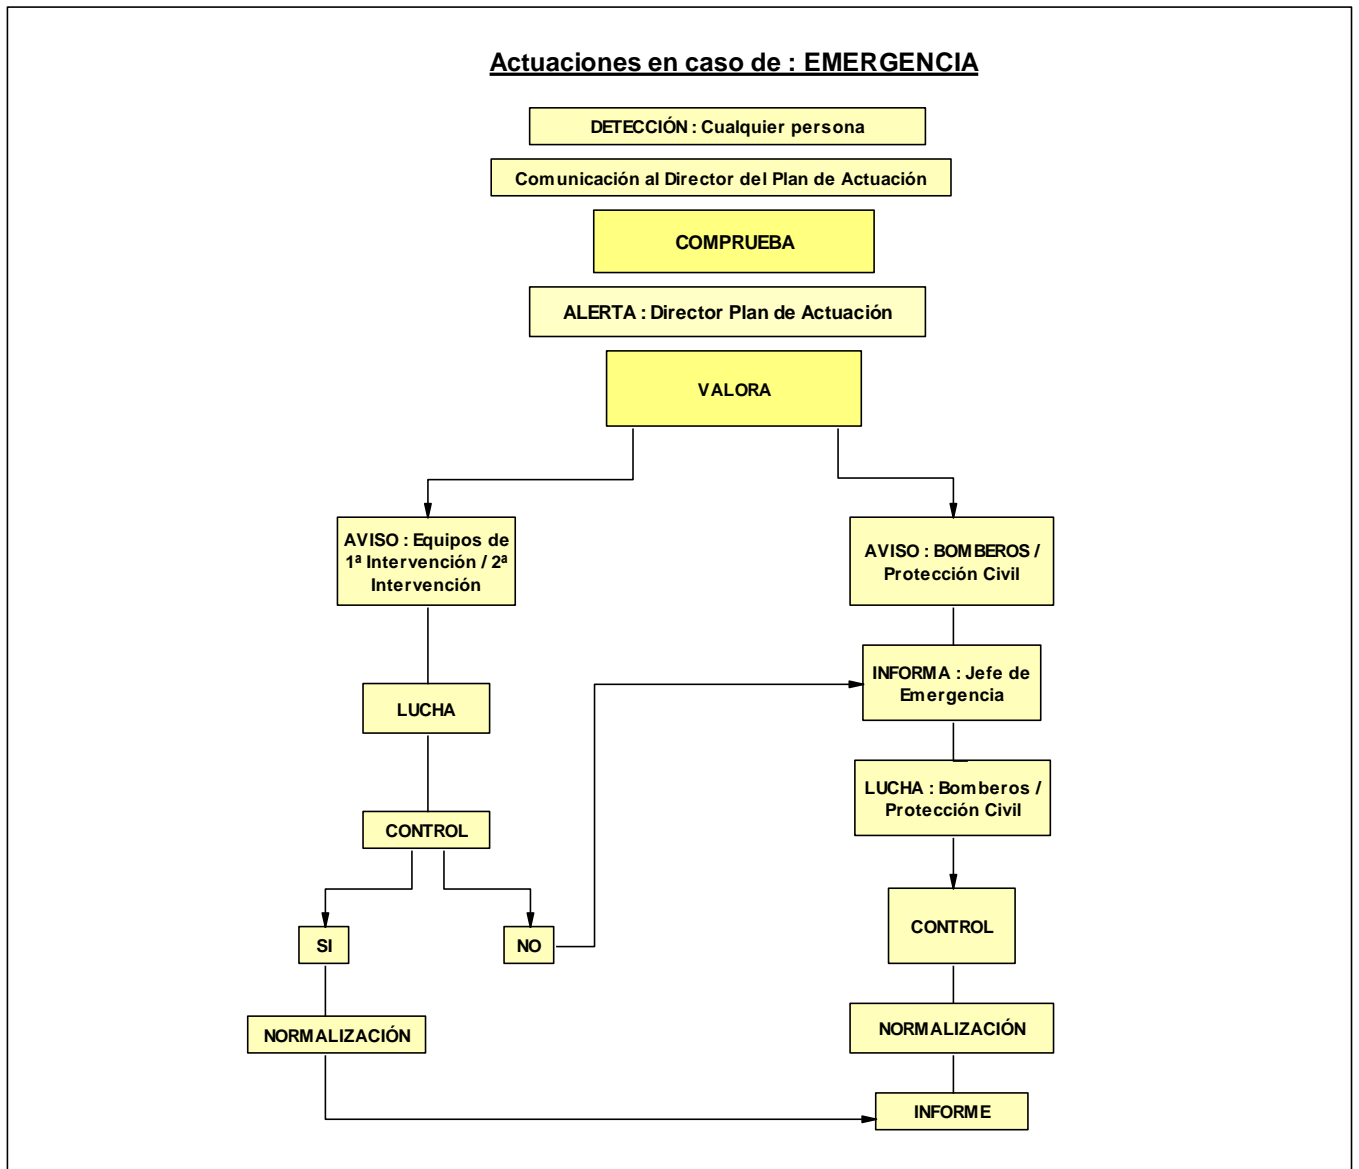 Actuaciones en caso de : EMERGENCIA
DETECCIÓN : Cualquier persona
Comunicación al Director del Plan de Actuación
COMPRUEBA
ALERTA : Director Plan de Actuación
VALORA
AVISO : Equipos de
1ª Intervención / 2ª
Intervención
AVISO : BOMBEROS /
Protección Civil
INFORMA : Jefe de
Emergencia
LUCHA
LUCHA : Bomberos /
Protección Civil
CONTROL
SI
NO
CONTROL
NORMALIZACIÓN
NORMALIZACIÓN
INFORME